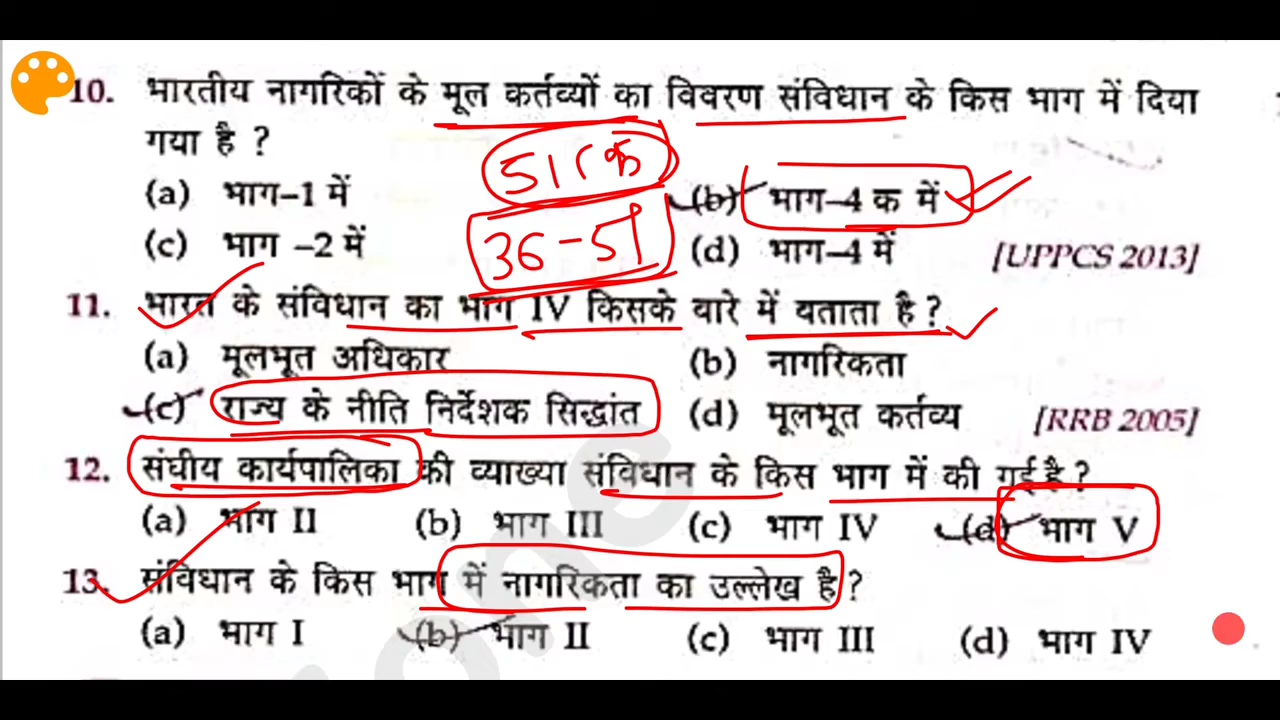 10. भारतीय नागरिकों के मूल कर्तव्यों का विवरण संविधान के किस भाग में दिया
गया है ?
51(क)
(a) भाग-1 में (b) भाग-4 क में
36-51
(c) भाग -2 में (d) भाग-4 में [UPPCS 2013]
11. भारत के संविधान का भाग IV किसके बारे में बताता है ?
(a) मूलभूत अधिकार (b) नागरिकता
(c) राज्य के नीति निर्देशक सिद्धांत (d) मूलभूत कर्तव्य [RRB 2005]
12. संघीय कार्यपालिका की व्याख्या संविधान के किस भाग में की गई है ?
(a) भाग II (b) भाग III (c) भाग IV (d) भाग V
13. संविधान के किस भाग में नागरिकता का उल्लेख है ?
(a) भाग I (b) भाग II (c) भाग III (d) भाग IV